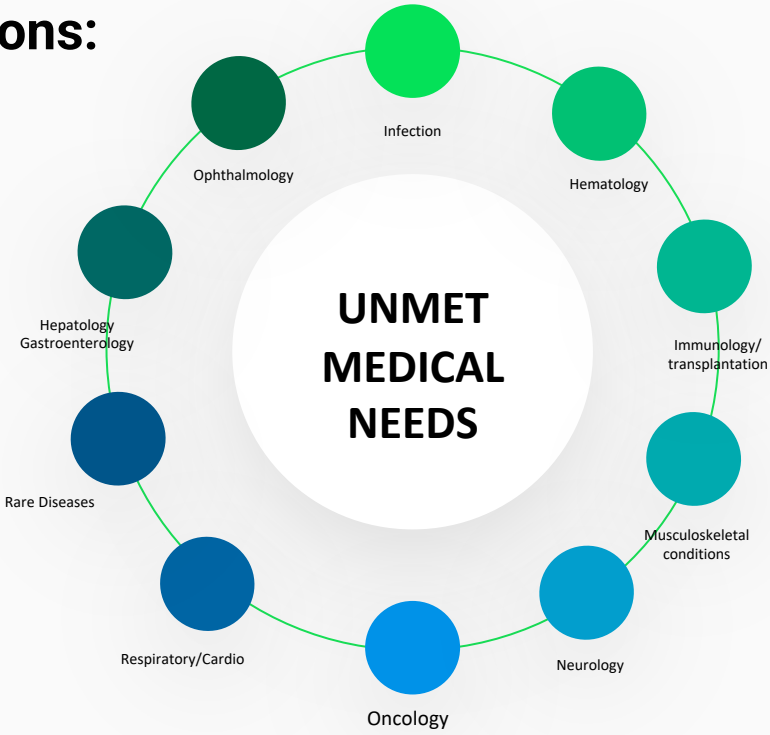 ons:
Infection
Ophthalmology
Hematology
UNMET
MEDICAL
NEEDS
Hepatology
Gastroenterology
Immunology/
transplantation
Rare Diseases
Musculoskeletal
conditions
Respiratory/Cardio
Neurology
Oncology